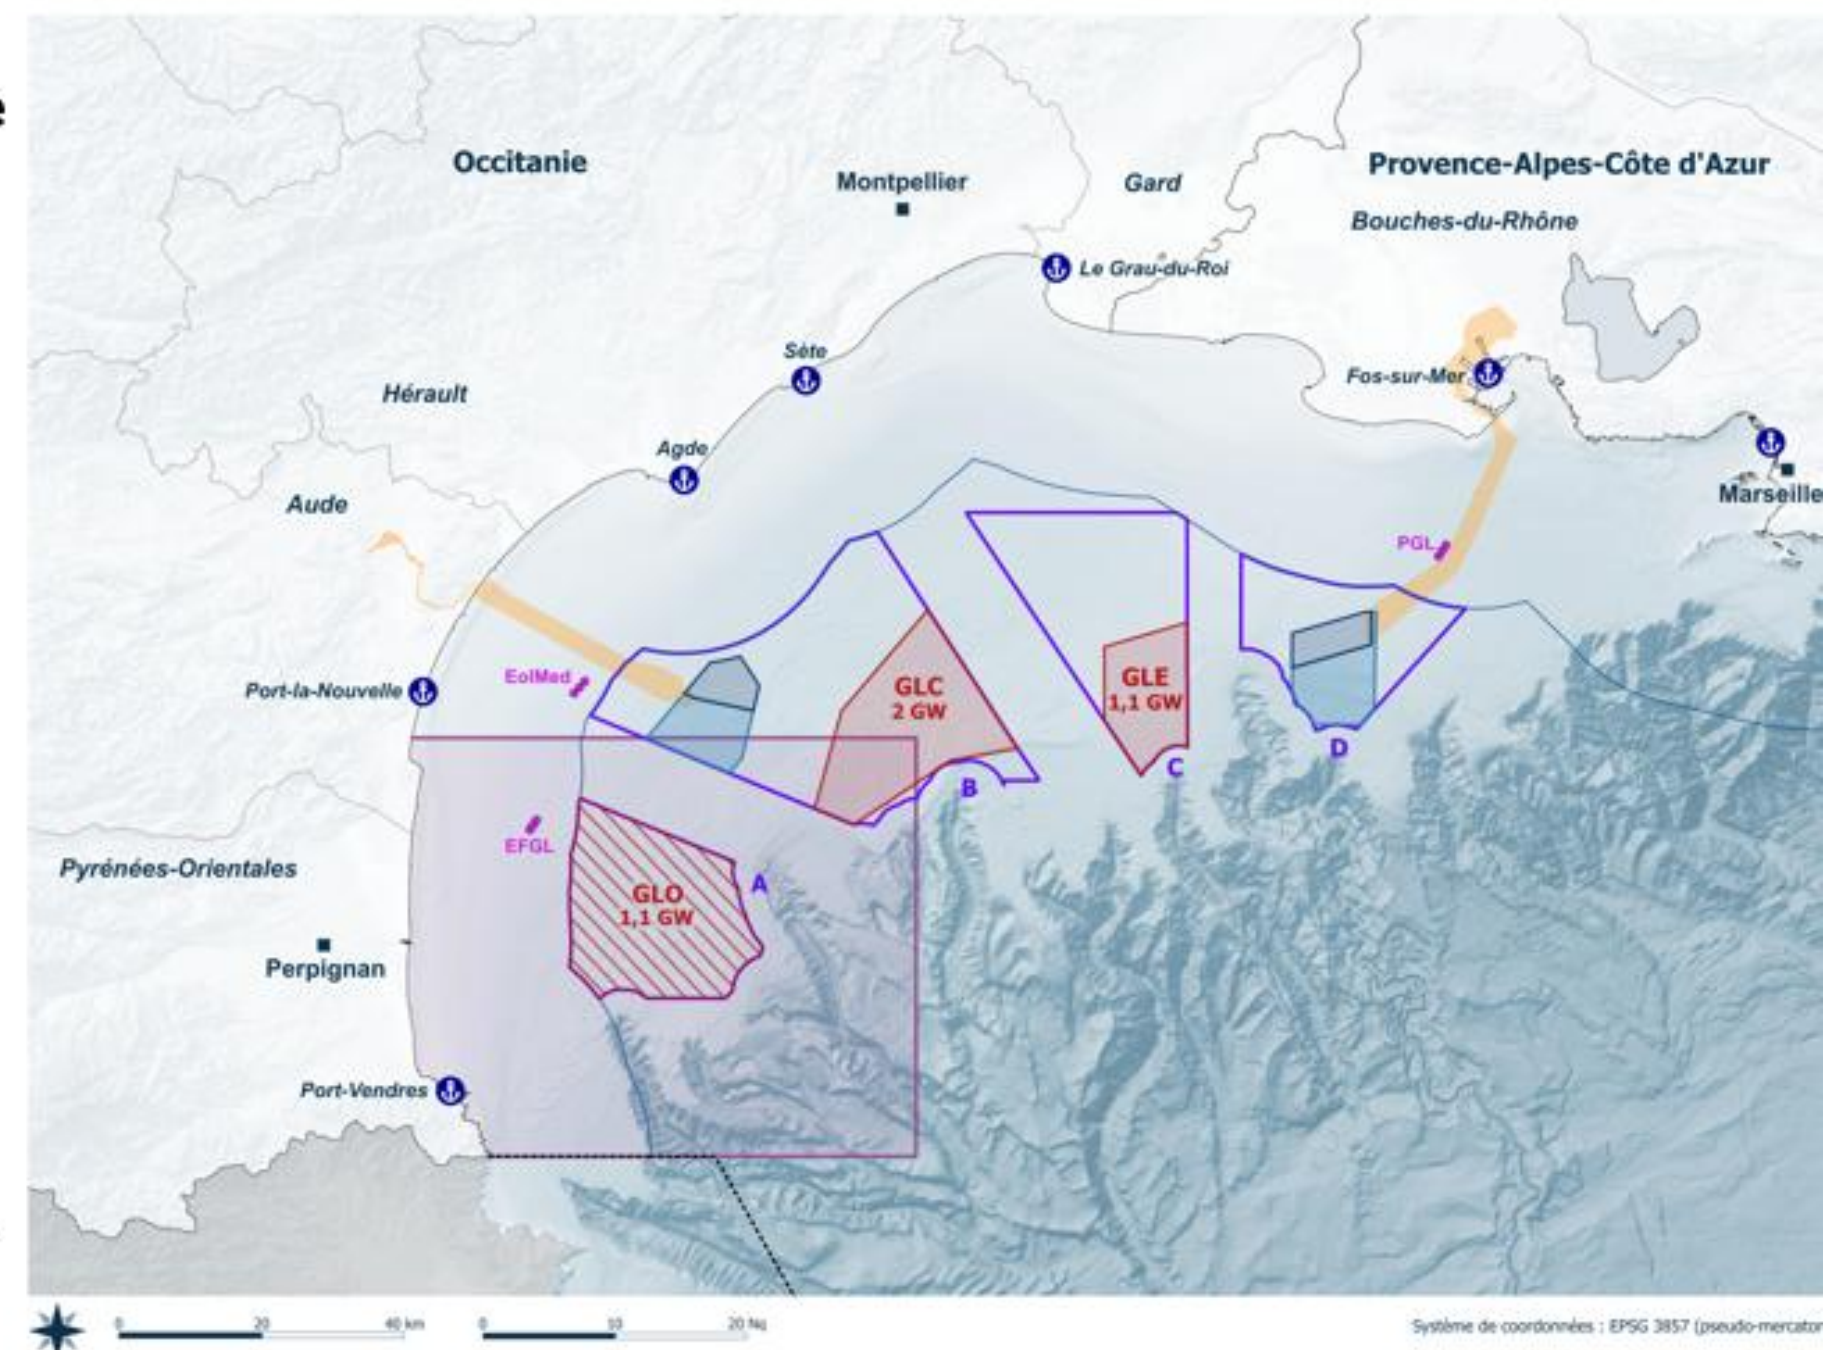 é
Occitanie
Provence-Alpes-Côte d'Azur
Montpellier
Gard
Bouches-du-Rhône
Le Grau-du-Roi
Sète
Fos-sur-Mer
Hérault
Agde
Marseille
Aude
PGL
EolMed
Port-la-Nouvelle
GLC
2 GW
GLE
1,1 GW
D
C
B
EFGL
Pyrénées-Orientales
A
GLO
1,1 GW
Perpignan
Port-Vendres
0 20 40 km
0 10 20 Nq
Système de coordonnées : EPSG 3857 (pseudo-mercator